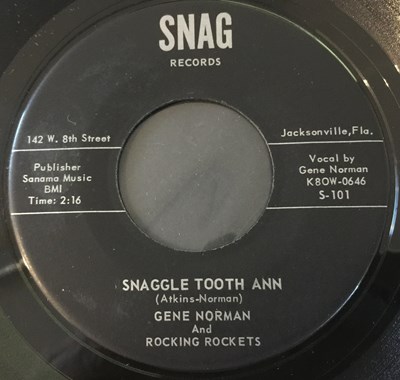 SNAG
RECORDS
142 W. 8th Street
Jacksonville,Fla.
Publisher
Sanama Music
BMI
Time: 2:16
Vocal by
Gene Norman
K8OW-0646
S-101
SNAGGLE TOOTH ANN
(Atkins-Norman)
GENE NORMAN
And
ROCKING ROCKETS